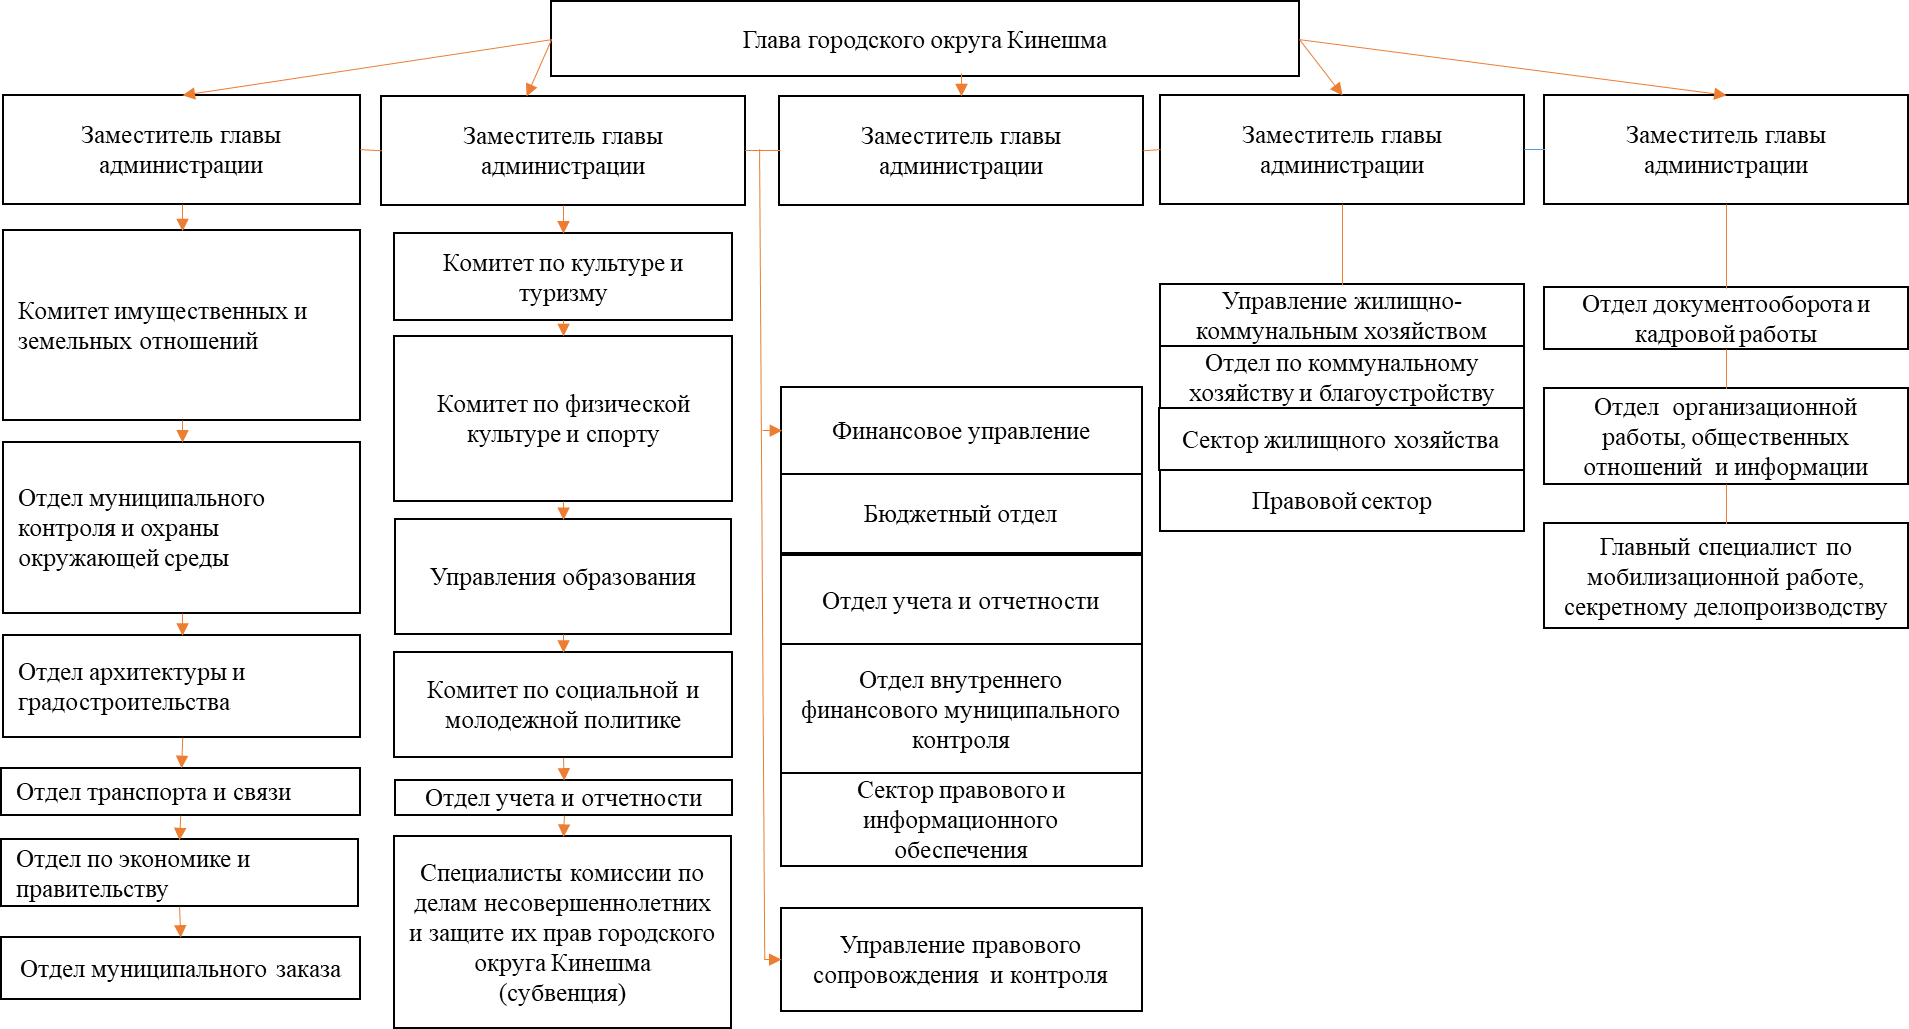 Глава городского округа Кинешма
Заместитель главы
администрации
Заместитель главы
администрации
Заместитель главы
администрации
Заместитель главы
администрации
Заместитель главы
администрации
Комитет имущественных и
земельных отношений
Отдел муниципального
контроля и охраны
окружающей среды
Отдел архитектуры и
градостроительства
Отдел транспорта и связи
Отдел по экономике и
правительству
Отдел муниципального заказа
Комитет по культуре и
туризму
Комитет по физической
культуре и спорту
Управления образования
Комитет по социальной и
молодежной политике
Отдел учета и отчетности
Специалисты комиссии по
делам несовершеннолетних
и защите их прав городского
округа Кинешма
(субвенция)
Финансовое управление
Бюджетный отдел
Отдел учета и отчетности
Отдел внутреннего
финансового муниципального
контроля
Сектор правового и
информационного
обеспечения
Управление правового
сопровождения и контроля
Управление жилищно-
коммунальным хозяйством
Отдел по коммунальному
хозяйству и благоустройству
Сектор жилищного хозяйства
Правовой сектор
Отдел документооборота и
кадровой работы
Отдел организационной
работы, общественных
отношений и информации
Главный специалист по
мобилизационной работе,
секретному делопроизводству